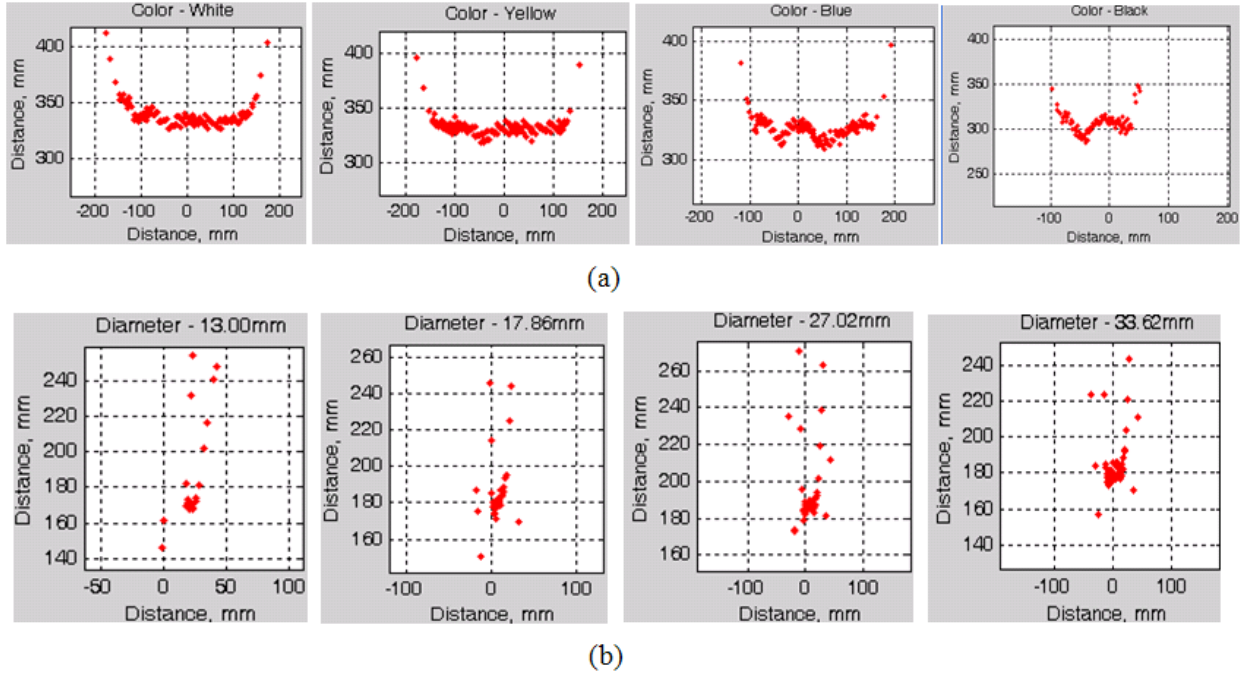 Color - White
Color - Yellow
Color - Blue
Color - Black
400
350
300
Distance, mm
-200 -100 0 100 200
Distance, mm
400
350
300
Distance, mm
-200 -100 0 100 200
Distance, mm
400
350
300
Distance, mm
-200 -100 0 100 200
Distance, mm
400
350
300
250
Distance, mm
-100 0 100 200
Distance, mm
(a)
Diameter - 13.00mm
Diameter - 17.86mm
Diameter - 27.02mm
Diameter - 33.62mm
240
220
200
180
160
140
Distance, mm
-50 0 50 100
Distance, mm
260
240
220
200
180
160
Distance, mm
-100 0 100
Distance, mm
260
240
220
200
180
160
Distance, mm
-100 0 100
Distance, mm
240
220
200
180
160
140
Distance, mm
-100 0 100
Distance, mm
(b)